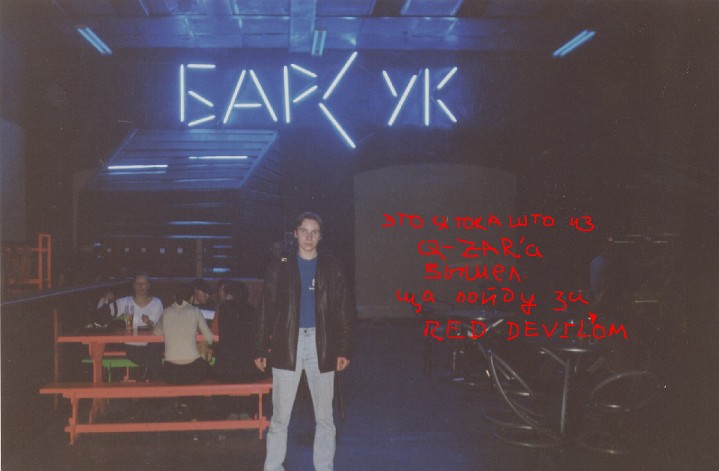 БАРСУК
ЭТО Я ТОКА ШТО ИЗ
Q-ZAR'а
вышел.
ща пойду за
RED DEVIL'ОМ